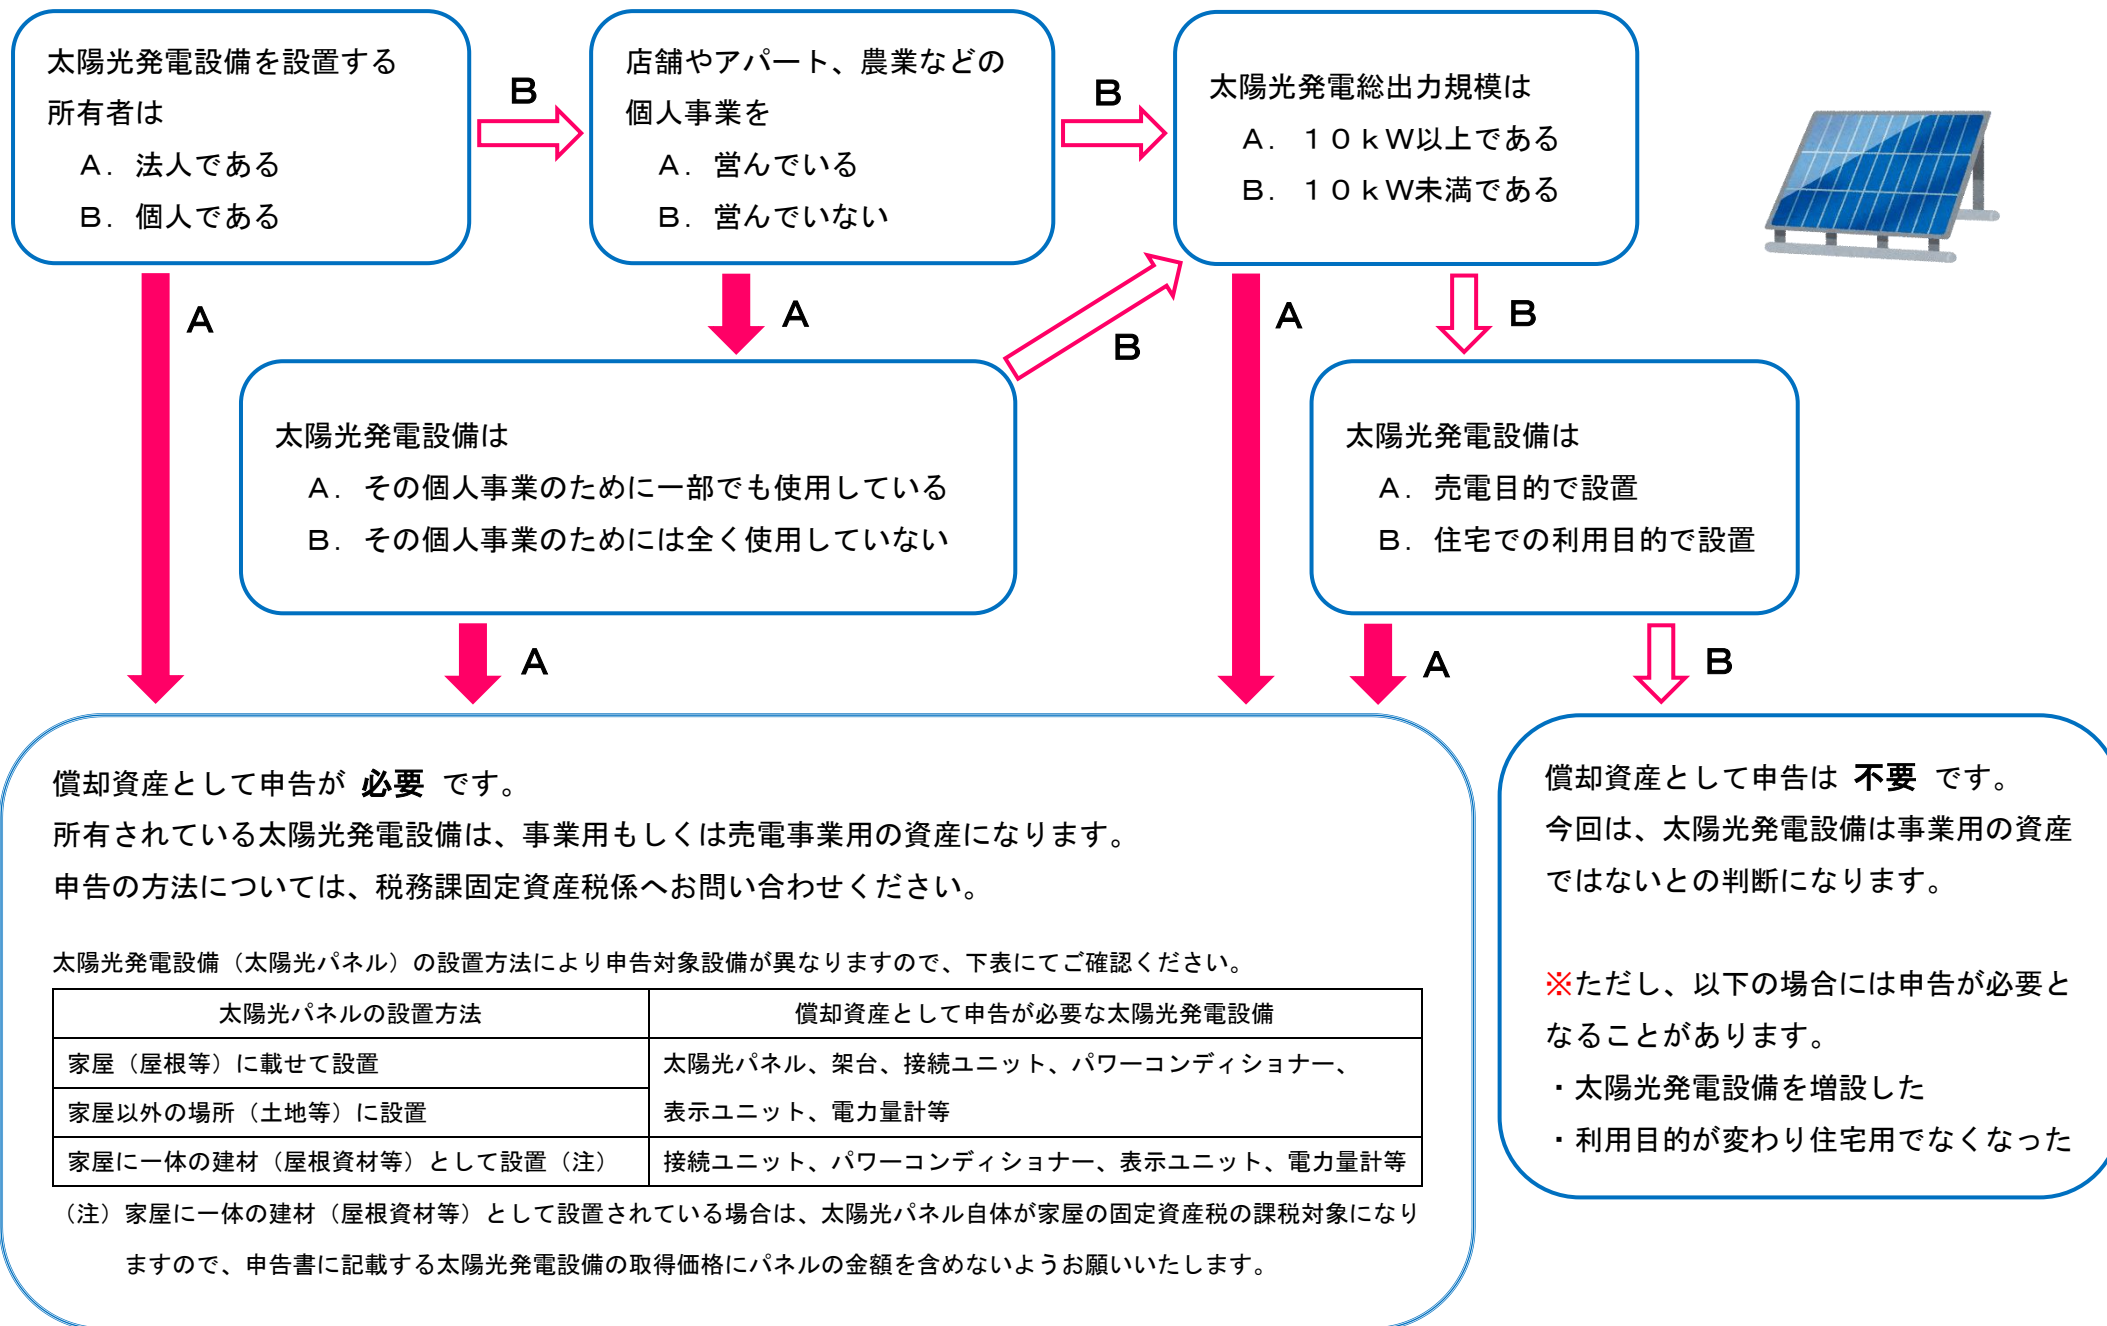 太陽光発電設備を設置する
所有者は
A．法人である
B．個人である
B
店舗やアパート、農業などの
個人事業を
A．営んでいる
B．営んでいない
B
太陽光発電総出力規模は
A．１０ｋW以上である
B．１０ｋW未満である
A
A
B
A
B
太陽光発電設備は
A．その個人事業のために一部でも使用している
B．その個人事業のためには全く使用していない
太陽光発電設備は
A．売電目的で設置
B．住宅での利用目的で設置
A
A
B
償却資産として申告が 必要 です。
所有されている太陽光発電設備は、事業用もしくは売電事業用の資産になります。
申告の方法については、税務課固定資産税係へお問い合わせください。
太陽光発電設備（太陽光パネル）の設置方法により申告対象設備が異なりますので、下表にてご確認ください。
太陽光パネルの設置方法
償却資産として申告が必要な太陽光発電設備
家屋（屋根等）に載せて設置
太陽光パネル、架台、接続ユニット、パワーコンディショナー、
家屋以外の場所（土地等）に設置
表示ユニット、電力量計等
家屋に一体の建材（屋根資材等）として設置（注）
接続ユニット、パワーコンディショナー、表示ユニット、電力量計等
（注）家屋に一体の建材（屋根資材等）として設置されている場合は、太陽光パネル自体が家屋の固定資産税の課税対象になり
ますので、申告書に記載する太陽光発電設備の取得価格にパネルの金額を含めないようお願いいたします。
償却資産として申告は 不要 です。
今回は、太陽光発電設備は事業用の資産
ではないとの判断になります。
※ただし、以下の場合には申告が必要と
なることがあります。
・太陽光発電設備を増設した
・利用目的が変わり住宅用でなくなった